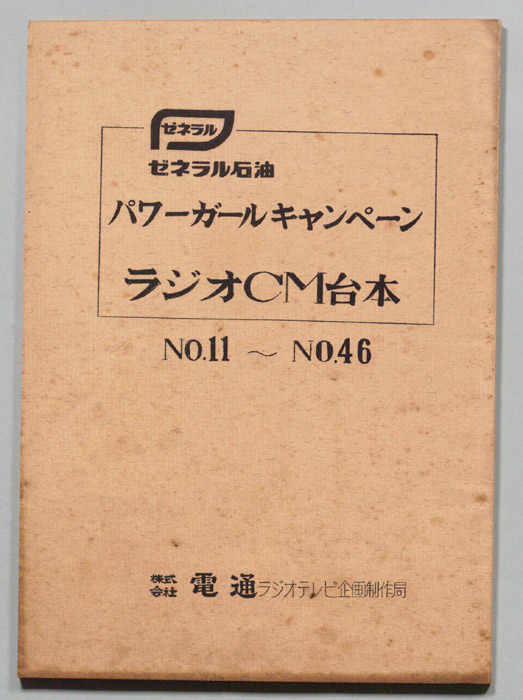 ゼネラル
ゼネラル石油
パワーガールキャンペーン
ラジオCM台本
NO.11 〜 NO.46
株式会社 電通ラジオテレビ企画制作局